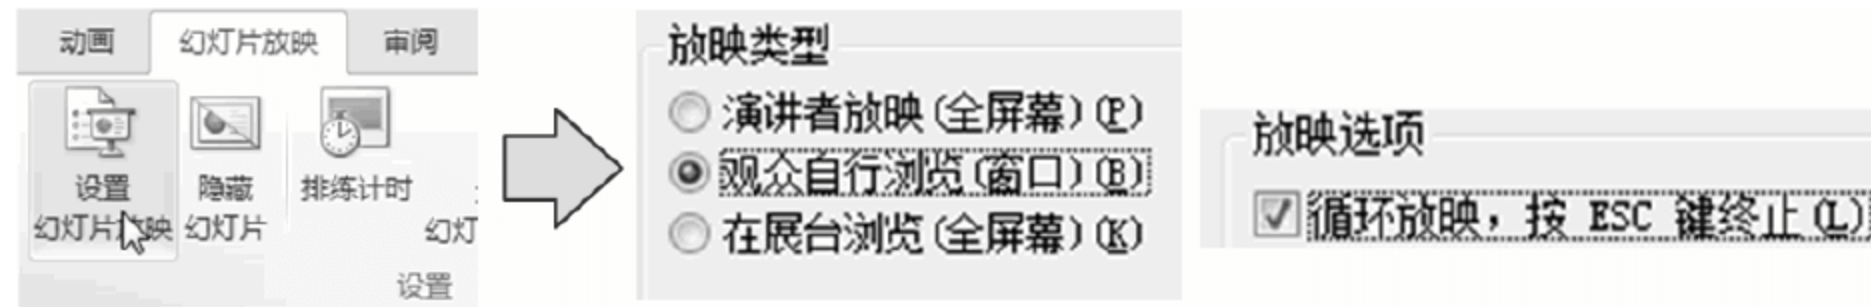 动画 幻灯片放映 审阅
设置 隐藏 排练计时
幻灯片放映 幻灯片 幻灯
设置
放映类型
演讲者放映(全屏幕)(P)
观众自行浏览(窗口)(B)
在展台浏览(全屏幕)(K)
放映选项
循环放映，按 ESC 键终止(L)